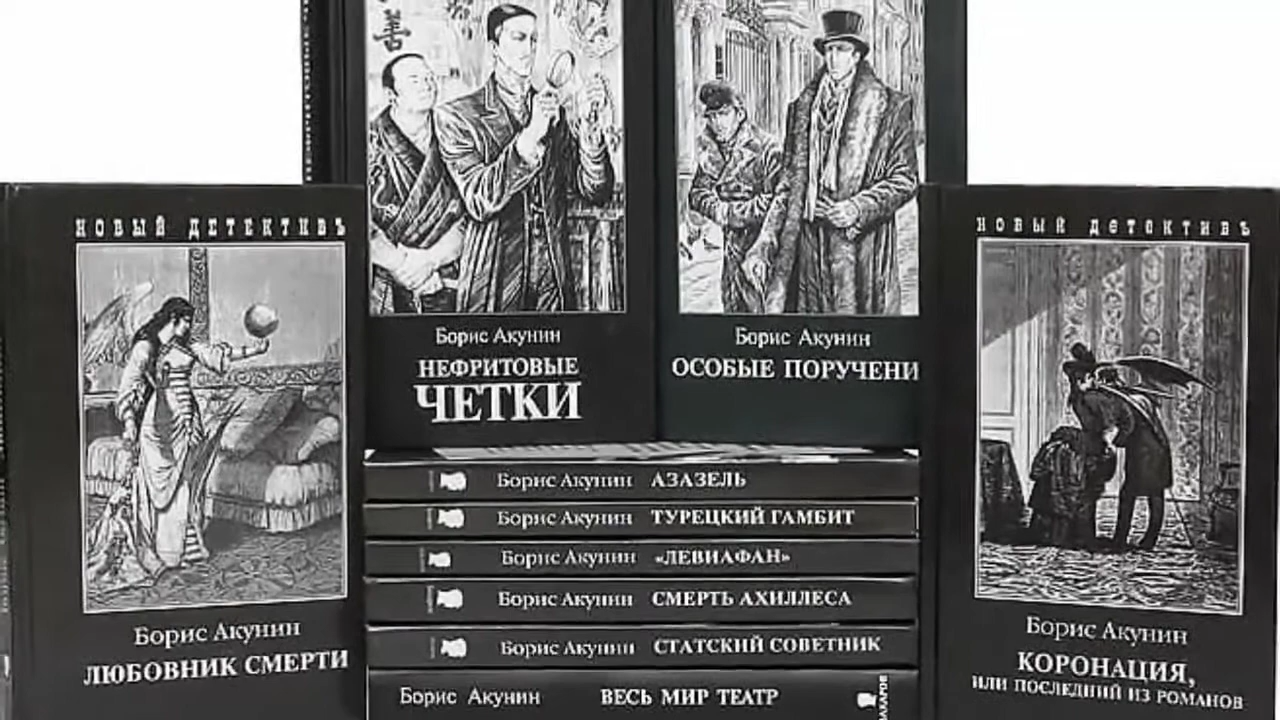 善
Борис Акунин
НЕФРИТОВЫЕ
ЧЕТКИ
Борис Акунин
ОСОБЫЕ ПОРУЧЕНИ
НОВЫЙ ДЕТЕКТИВЪ
Борис Акунин
ЛЮБОВНИК СМЕРТИ
Борис Акунин АЗАЗЕЛЬ
Борис Акунин ТУРЕЦКИЙ ГАМБИТ
Борис Акунин «ЛЕВИАФАН»
Борис Акунин СМЕРТЬ АХИЛЛЕСА
Борис Акунин СТАТСКИЙ СОВЕТНИК
Борис Акунин ВЕСЬ МИР ТЕАТР
ЗАХАРОВ
НОВЫЙ ДЕТЕКТИВЪ
Борис Акунин
КОРОНАЦИЯ,
ИЛИ ПОСЛЕДНИЙ ИЗ РОМАНОВ